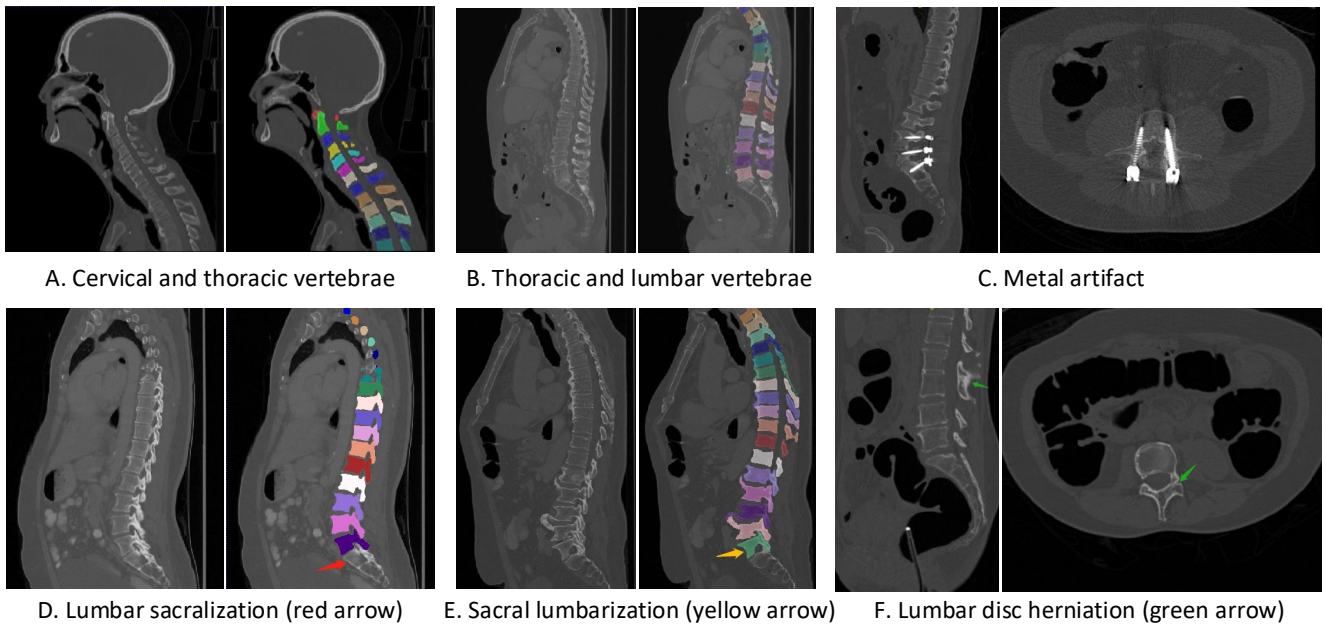 A. Cervical and thoracic vertebrae
B. Thoracic and lumbar vertebrae
C. Metal artifact
D. Lumbar sacralization (red arrow)
E. Sacral lumbarization (yellow arrow)
F. Lumbar disc herniation (green arrow)